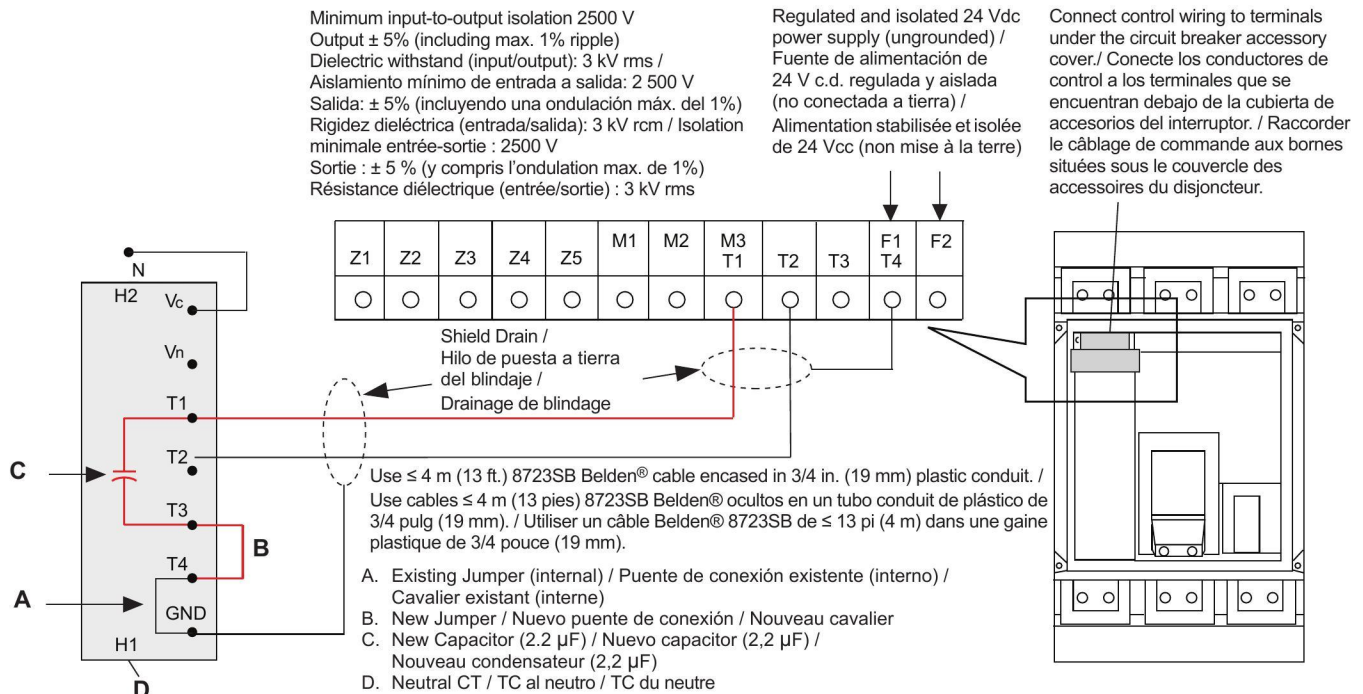 Minimum input-to-output isolation 2500 V
Output ± 5% (including max. 1% ripple)
Dielectric withstand (input/output): 3 kV rms /
Aislamiento mínimo de entrada a salida: 2 500 V
Salida: ± 5% (incluyendo una ondulación máx. del 1%)
Rigidez dieléctrica (entrada/salida): 3 kV rcm / Isolation
minimale entrée-sortie : 2500 V
Sortie : ± 5 % (y compris l’ondulation max. de 1%)
Résistance diélectrique (entrée/sortie) : 3 kV rms
Regulated and isolated 24 Vdc
power supply (ungrounded) /
Fuente de alimentación de
24 V c.d. regulada y aislada
(no conectada a tierra) /
Alimentation stabilisée et isolée
de 24 Vcc (non mise à la terre)
Connect control wiring to terminals
under the circuit breaker accessory
cover./ Conecte los conductores de
control a los terminales que se
encuentran debajo de la cubierta de
accesorios del interruptor. / Raccorder
le câblage de commande aux bornes
situées sous le couvercle des
accessoires du disjoncteur.
Z1 Z2 Z3 Z4 Z5 M1 M2 M3 T1 T2 T3 F1 T4 F2
N
H2
Vc
Vn
T1
T2
T3
T4
GND
H1
C
B
A
D
Shield Drain /
Hilo de puesta a tierra
del blindaje /
Drainage de blindage
Use ≤ 4 m (13 ft.) 8723SB Belden® cable encased in 3/4 in. (19 mm) plastic conduit. /
Use cables ≤ 4 m (13 pies) 8723SB Belden® ocultos en un tubo conduit de plástico de
3/4 pulg (19 mm). / Utiliser un câble Belden® 8723SB de ≤ 13 pi (4 m) dans une gaine
plastique de 3/4 pouce (19 mm).
A. Existing Jumper (internal) / Puente de conexión existente (interno) /
Cavalier existant (interne)
B. New Jumper / Nuevo puente de conexión / Nouveau cavalier
C. New Capacitor (2.2 µF) / Nuevo capacitor (2,2 µF) /
Nouveau condensateur (2,2 µF)
D. Neutral CT / TC al neutro / TC du neutre